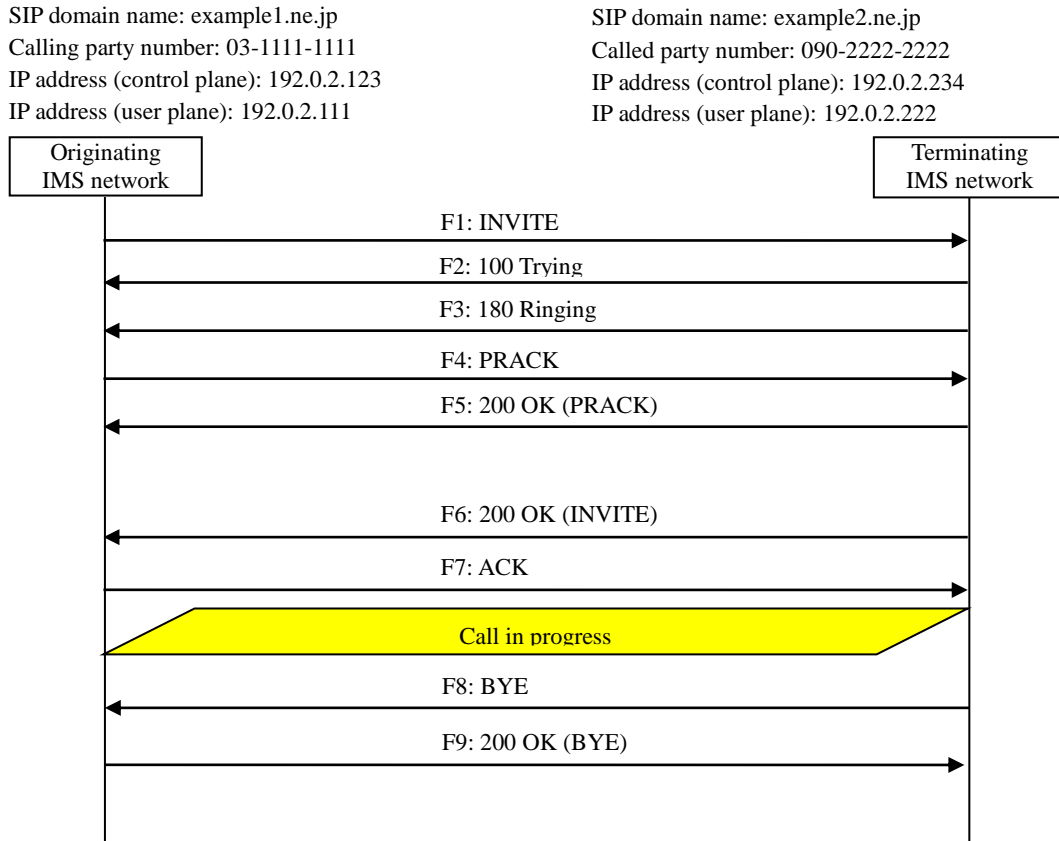 SIP domain name: example1.ne.jp
Calling party number: 03-1111-1111
IP address (control plane): 192.0.2.123
IP address (user plane): 192.0.2.111
SIP domain name: example2.ne.jp
Called party number: 090-2222-2222
IP address (control plane): 192.0.2.234
IP address (user plane): 192.0.2.222
Originating
IMS network
Terminating
IMS network
F1: INVITE
F2: 100 Trying
F3: 180 Ringing
F4: PRACK
F5: 200 OK (PRACK)
F6: 200 OK (INVITE)
F7: ACK
Call in progress
F8: BYE
F9: 200 OK (BYE)